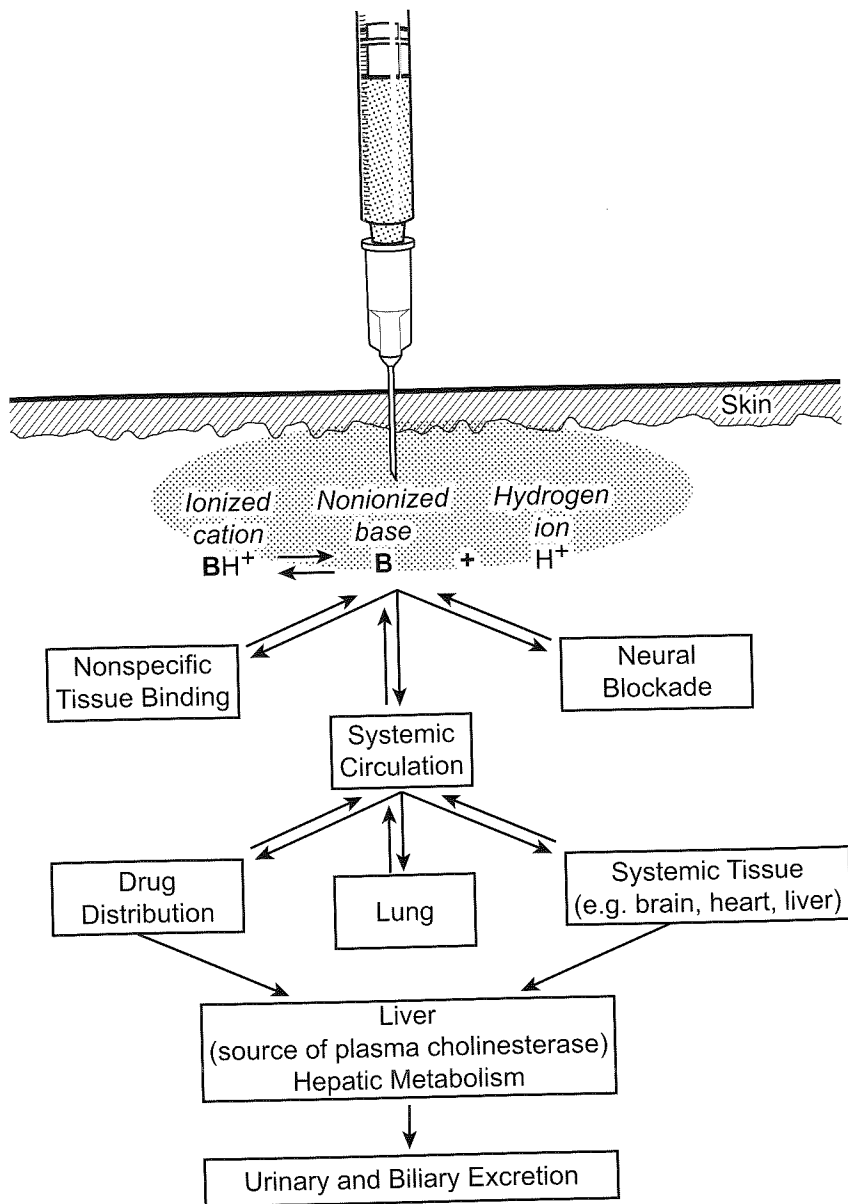 Skin
Ionized cation
Nonionized base
Hydrogen ion
BH+ B + H+
Nonspecific
Tissue Binding
Neural
Blockade
Systemic
Circulation
Drug
Distribution
Lung
Systemic Tissue
(e.g. brain, heart, liver)
Liver
(source of plasma cholinesterase)
Hepatic Metabolism
Urinary and Biliary Excretion